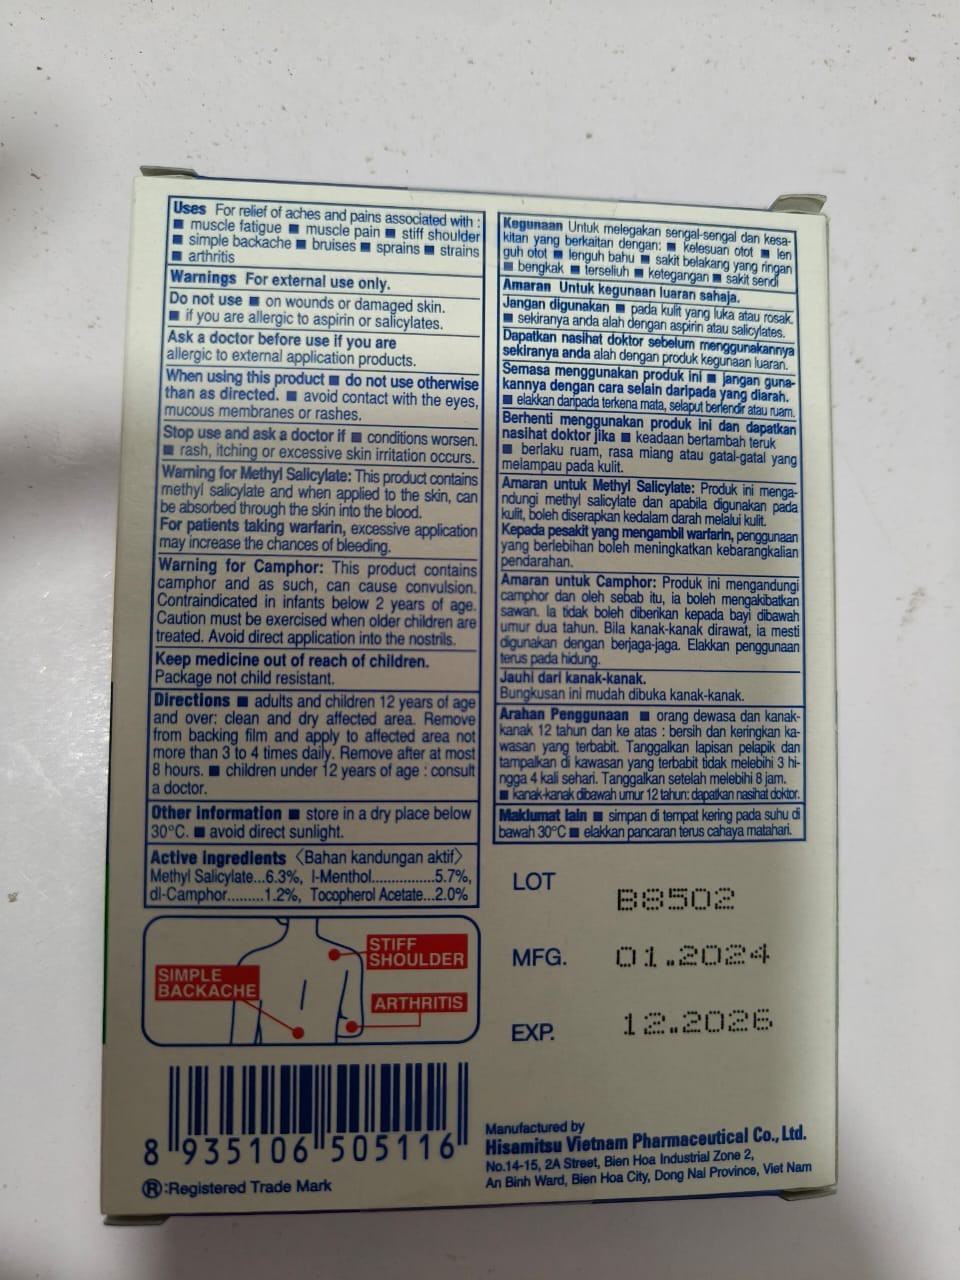 Uses For relief of aches and pains associated with :
■ muscle fatigue ■ muscle pain ■ stiff shoulder
■ simple backache ■ bruises ■ sprains ■ strains
■ arthritis
Warnings For external use only.
Do not use ■ on wounds or damaged skin.
■ if you are allergic to aspirin or salicylates.
Ask a doctor before use if you are
allergic to external application products.
When using this product ■ do not use otherwise
than as directed. ■ avoid contact with the eyes,
mucous membranes or rashes.
Stop use and ask a doctor if ■ conditions worsen.
■ rash, itching or excessive skin irritation occurs.
Warning for Methyl Salicylate: This product contains
methyl salicylate and when applied to the skin, can
be absorbed through the skin into the blood.
For patients taking warfarin, excessive application
may increase the chances of bleeding.
Warning for Camphor: This product contains
camphor and as such, can cause convulsion.
Contraindicated in infants below 2 years of age.
Caution must be exercised when older children are
treated. Avoid direct application into the nostrils.
Keep medicine out of reach of children.
Package not child resistant.
Directions ■ adults and children 12 years of age
and over: clean and dry affected area. Remove
from backing film and apply to affected area not
more than 3 to 4 times daily. Remove after at most
8 hours. ■ children under 12 years of age : consult
a doctor.
Other information ■ store in a dry place below
30°C. ■ avoid direct sunlight.
Active ingredients 〈Bahan kandungan aktif〉
Methyl Salicylate...6.3%, l-Menthol..............5.7%,
dl-Camphor.........1.2%, Tocopherol Acetate...2.0%
STIFF
SHOULDER
SIMPLE
BACKACHE
ARTHRITIS
8 935106 505116
®:Registered Trade Mark
Kegunaan Untuk melegakan sengal-sengal dan kesa-
kitan yang berkaitan dengan: ■ kelesuan otot ■ len
guh otot ■ lenguh bahu ■ sakit belakang yang ringan
■ bengkak ■ terseliuh ■ ketegangan ■ sakit sendi
Amaran Untuk kegunaan luaran sahaja.
Jangan digunakan ■ pada kulit yang luka atau rosak.
■ sekiranya anda alah dengan aspirin atau salicylates.
Dapatkan nasihat doktor sebelum menggunakannya
sekiranya anda alah dengan produk kegunaan luaran.
Semasa menggunakan produk ini ■ jangan guna-
kannya dengan cara selain daripada yang diarah.
■ elakkan daripada terkena mata, selaput berlendir atau ruam.
Berhenti menggunakan produk ini dan dapatkan
nasihat doktor jika ■ keadaan bertambah teruk
■ berlaku ruam, rasa miang atau gatal-gatal yang
melampau pada kulit.
Amaran untuk Methyl Salicylate: Produk ini menga-
ndungi methyl salicylate dan apabila digunakan pada
kulit, boleh diserapkan kedalam darah melalui kulit.
Kepada pesakit yang mengambil warfarin, penggunaan
yang berlebihan boleh meningkatkan kebarangkalian
pendarahan.
Amaran untuk Camphor: Produk ini mengandungi
camphor dan oleh sebab itu, ia boleh mengakibatkan
sawan. Ia tidak boleh diberikan kepada bayi dibawah
umur dua tahun. Bila kanak-kanak dirawat, ia mesti
digunakan dengan berjaga-jaga. Elakkan penggunaan
terus pada hidung.
Jauhi dari kanak-kanak.
Bungkusan ini mudah dibuka kanak-kanak.
Arahan Penggunaan ■ orang dewasa dan kanak-
kanak 12 tahun dan ke atas : bersih dan keringkan ka-
wasan yang terbabit. Tanggalkan lapisan pelapik dan
tampalkan di kawasan yang terbabit tidak melebihi 3 hi-
ngga 4 kali sehari. Tanggalkan setelah melebihi 8 jam.
■ kanak-kanak dibawah umur 12 tahun: dapatkan nasihat doktor.
Maklumat lain ■ simpan di tempat kering pada suhu di
bawah 30°C ■ elakkan pancaran terus cahaya matahari.
LOT B8502
MFG. 01.2024
EXP. 12.2026
Manufactured by
Hisamitsu Vietnam Pharmaceutical Co., Ltd.
No.14-15, 2A Street, Bien Hoa Industrial Zone 2,
An Binh Ward, Bien Hoa City, Dong Nai Province, Viet Nam